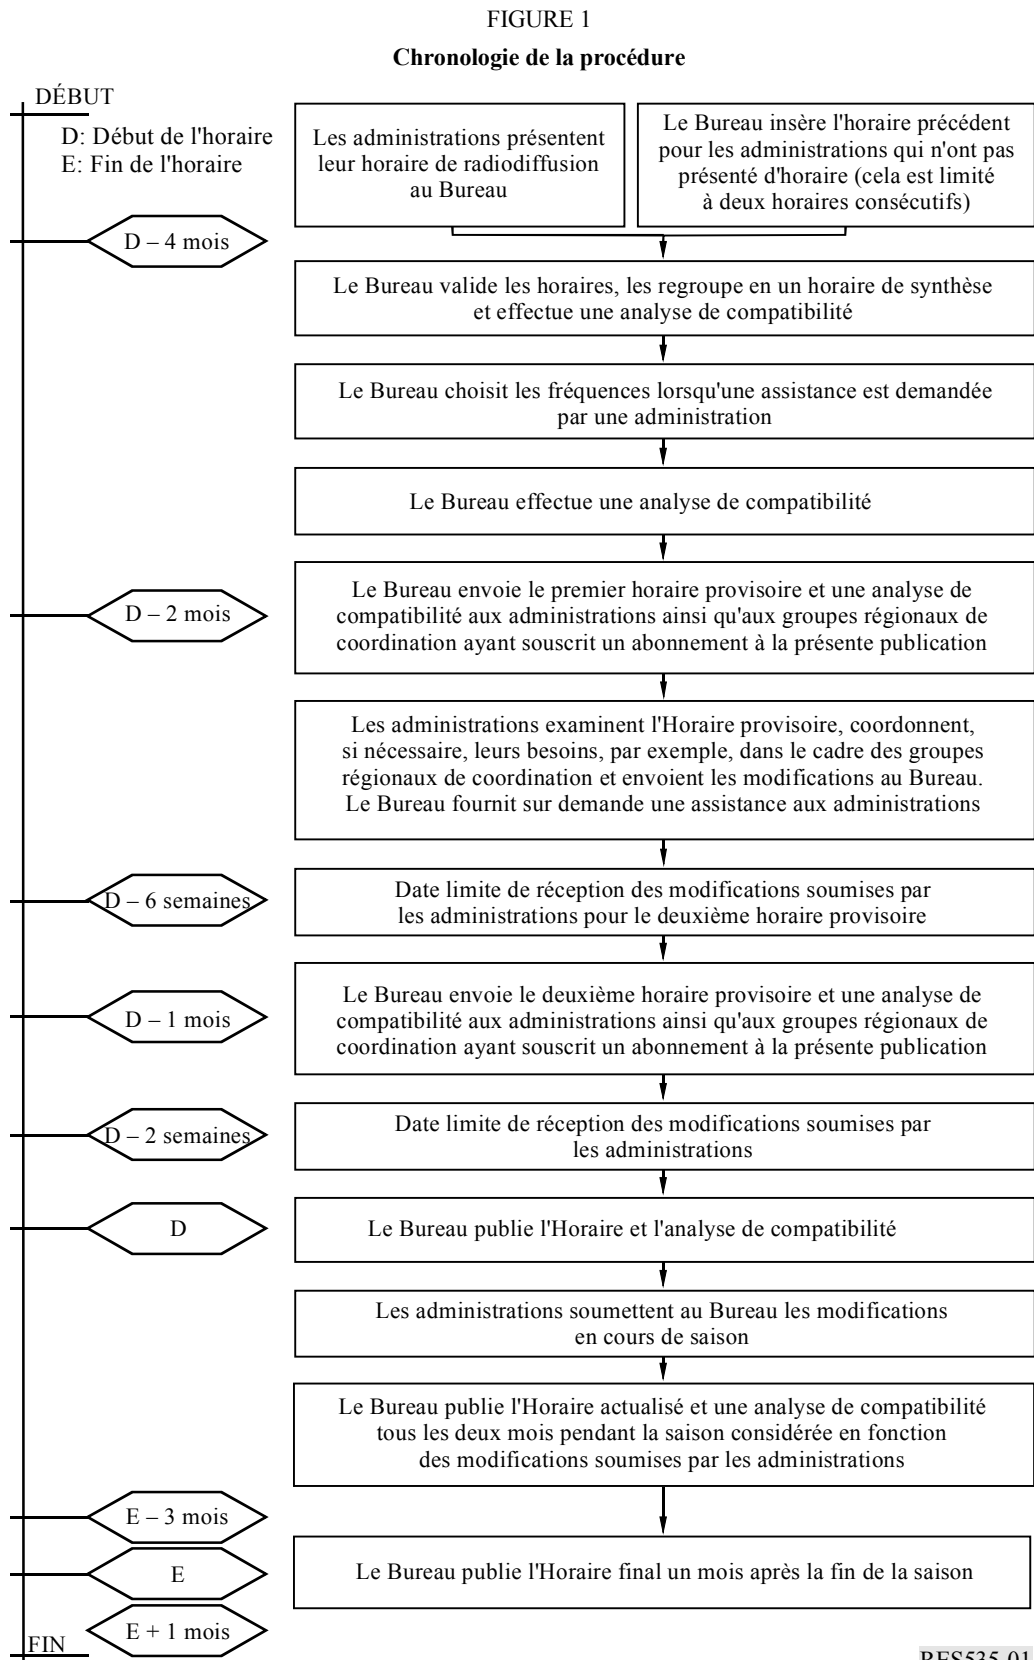 FIGURE 1
Chronologie de la procédure
DÉBUT
D: Début de l'horaire
E: Fin de l'horaire
Les administrations présentent
leur horaire de radiodiffusion
au Bureau
Le Bureau insère l'horaire précédent
pour les administrations qui n'ont pas
présenté d'horaire (cela est limité
à deux horaires consécutifs)
D – 4 mois
Le Bureau valide les horaires, les regroupe en un horaire de synthèse
et effectue une analyse de compatibilité
Le Bureau choisit les fréquences lorsqu'une assistance est demandée
par une administration
Le Bureau effectue une analyse de compatibilité
D – 2 mois
Le Bureau envoie le premier horaire provisoire et une analyse de
compatibilité aux administrations ainsi qu'aux groupes régionaux de
coordination ayant souscrit un abonnement à la présente publication
Les administrations examinent l'Horaire provisoire, coordonnent,
si nécessaire, leurs besoins, par exemple, dans le cadre des groupes
régionaux de coordination et envoient les modifications au Bureau.
Le Bureau fournit sur demande une assistance aux administrations
D – 6 semaines
Date limite de réception des modifications soumises par
les administrations pour le deuxième horaire provisoire
D – 1 mois
Le Bureau envoie le deuxième horaire provisoire et une analyse de
compatibilité aux administrations ainsi qu'aux groupes régionaux de
coordination ayant souscrit un abonnement à la présente publication
D – 2 semaines
Date limite de réception des modifications soumises par
les administrations
D
Le Bureau publie l'Horaire et l'analyse de compatibilité
Les administrations soumettent au Bureau les modifications
en cours de saison
Le Bureau publie l'Horaire actualisé et une analyse de compatibilité
tous les deux mois pendant la saison considérée en fonction
des modifications soumises par les administrations
E – 3 mois
E
Le Bureau publie l'Horaire final un mois après la fin de la saison
E + 1 mois
FIN
RES535-01